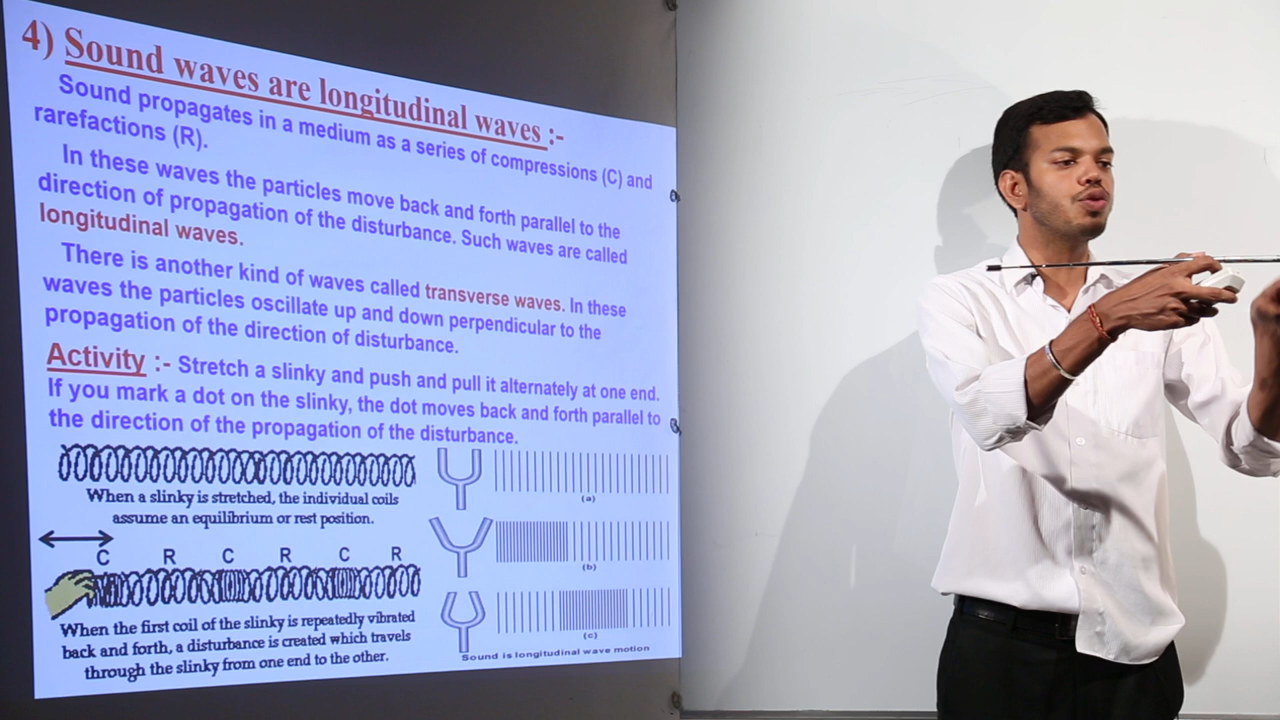 4) Sound waves are longitudinal waves :-
Sound propagates in a medium as a series of compressions (C) and
rarefactions (R).
In these waves the particles move back and forth parallel to the
direction of propagation of the disturbance. Such waves are called
longitudinal waves.
There is another kind of waves called transverse waves. In these
waves the particles oscillate up and down perpendicular to the
propagation of the direction of disturbance.
Activity :- Stretch a slinky and push and pull it alternately at one end.
If you mark a dot on the slinky, the dot moves back and forth parallel to
the direction of the propagation of the disturbance.
When a slinky is stretched, the individual coils
assume an equilibrium or rest position.
C R C R C R
When the first coil of the slinky is repeatedly vibrated
back and forth, a disturbance is created which travels
through the slinky from one end to the other.
(a)
(b)
(c)
Sound is longitudinal wave motion